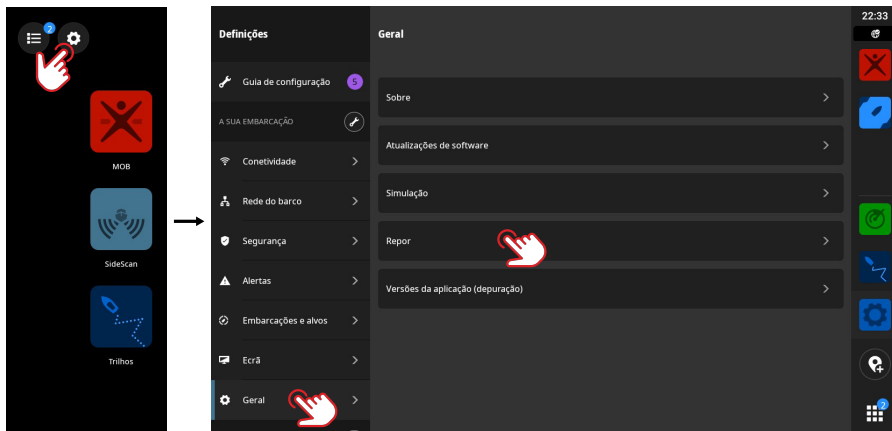 2
MOB
SideScan
Trilhos
Definições
Guia de configuração
5
A SUA EMBARCAÇÃO
Conetividade
Rede do barco
Segurança
Alertas
Embarcações e alvos
Ecrã
Geral
Geral
Sobre
Atualizações de software
Simulação
Repor
Versões da aplicação (depuração)
22:33
2